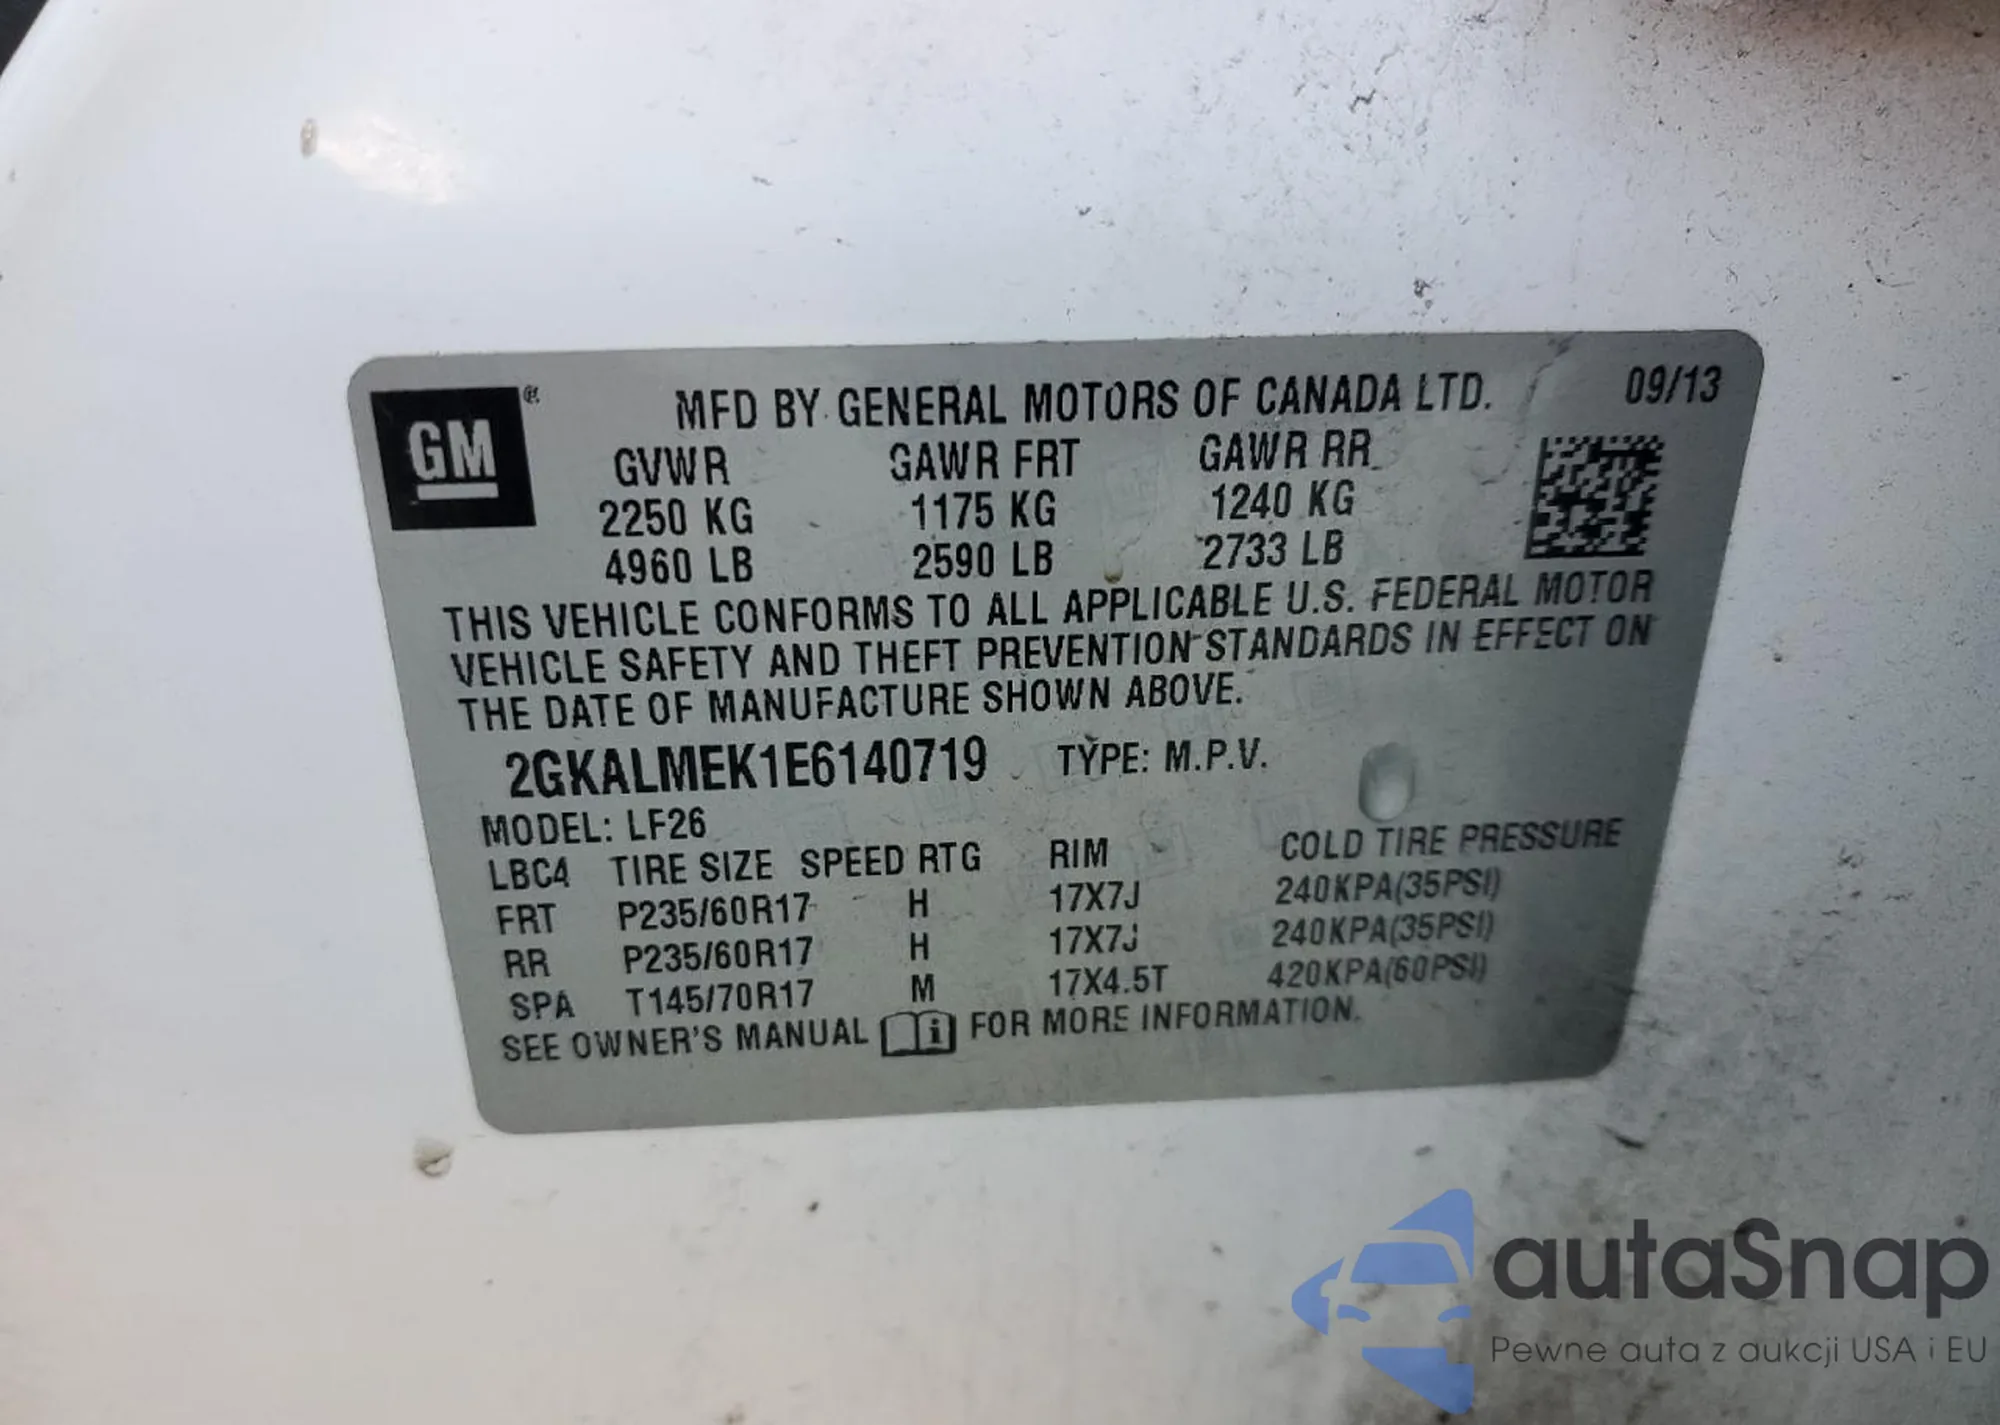 GM®
MFD BY GENERAL MOTORS OF CANADA LTD. 09/13
GVWR GAWR FRT GAWR RR
2250 KG 1175 KG 1240 KG
4960 LB 2590 LB 2733 LB
THIS VEHICLE CONFORMS TO ALL APPLICABLE U.S. FEDERAL MOTOR
VEHICLE SAFETY AND THEFT PREVENTION STANDARDS IN EFFECT ON
THE DATE OF MANUFACTURE SHOWN ABOVE.
2GKALMEK1E6140719 TYPE: M.P.V.
MODEL: LF26
LBC4 TIRE SIZE SPEED RTG RIM COLD TIRE PRESSURE
FRT P235/60R17 H 17X7J 240KPA(35PSI)
RR P235/60R17 H 17X7J 240KPA(35PSI)
SPA T145/70R17 M 17X4.5T 420KPA(60PSI)
SEE OWNER'S MANUAL i FOR MORE INFORMATION.
autaSnap
Pewne auta z aukcji USA i EU